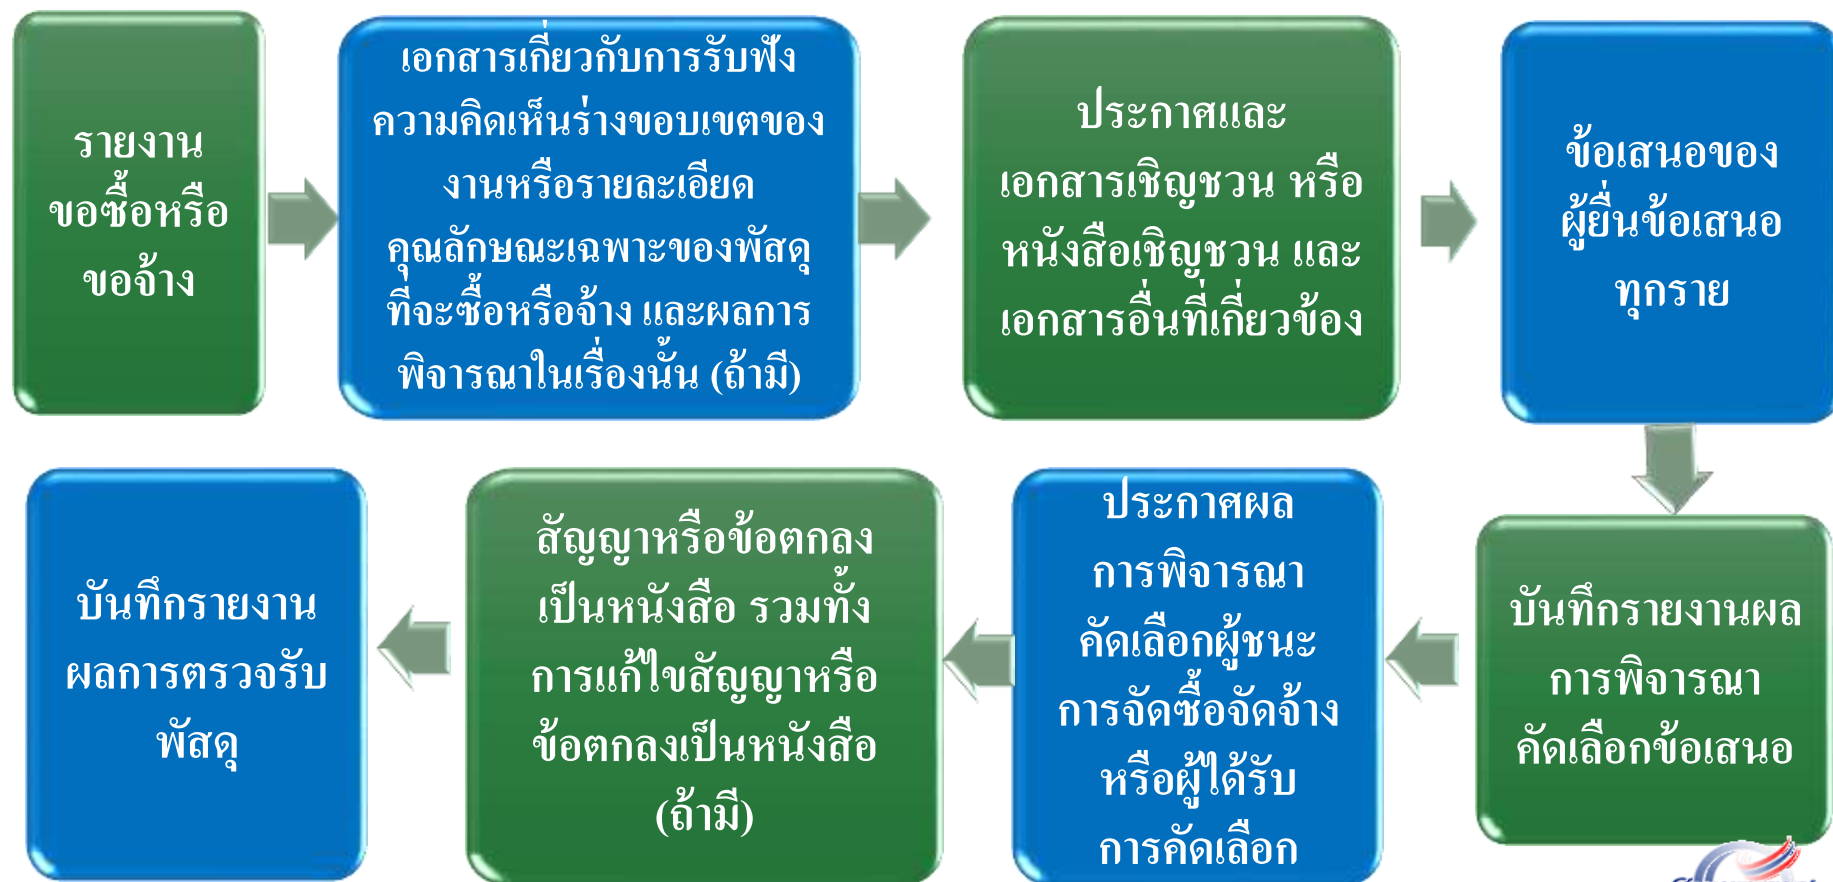 รายงาน
ขอซื้อหรือ
ขอจ้าง
เอกสารเกี่ยวกับการรับฟัง
ความคิดเห็นร่างขอบเขตของ
งานหรือรายละเอียด
คุณลักษณะเฉพาะของพัสดุ
ที่จะซื้อหรือจ้าง และผลการ
พิจารณาในเรื่องนั้น (ถ้ามี)
ประกาศและ
เอกสารเชิญชวน หรือ
หนังสือเชิญชวน และ
เอกสารอื่นที่เกี่ยวข้อง
ข้อเสนอของ
ผู้ยื่นข้อเสนอ
ทุกราย
บันทึกรายงานผล
การพิจารณา
คัดเลือกข้อเสนอ
ประกาศผล
การพิจารณา
คัดเลือกผู้ชนะ
การจัดซื้อจัดจ้าง
หรือผู้ได้รับ
การคัดเลือก
สัญญาหรือข้อตกลง
เป็นหนังสือ รวมทั้ง
การแก้ไขสัญญาหรือ
ข้อตกลงเป็นหนังสือ
(ถ้ามี)
บันทึกรายงาน
ผลการตรวจรับ
พัสดุ